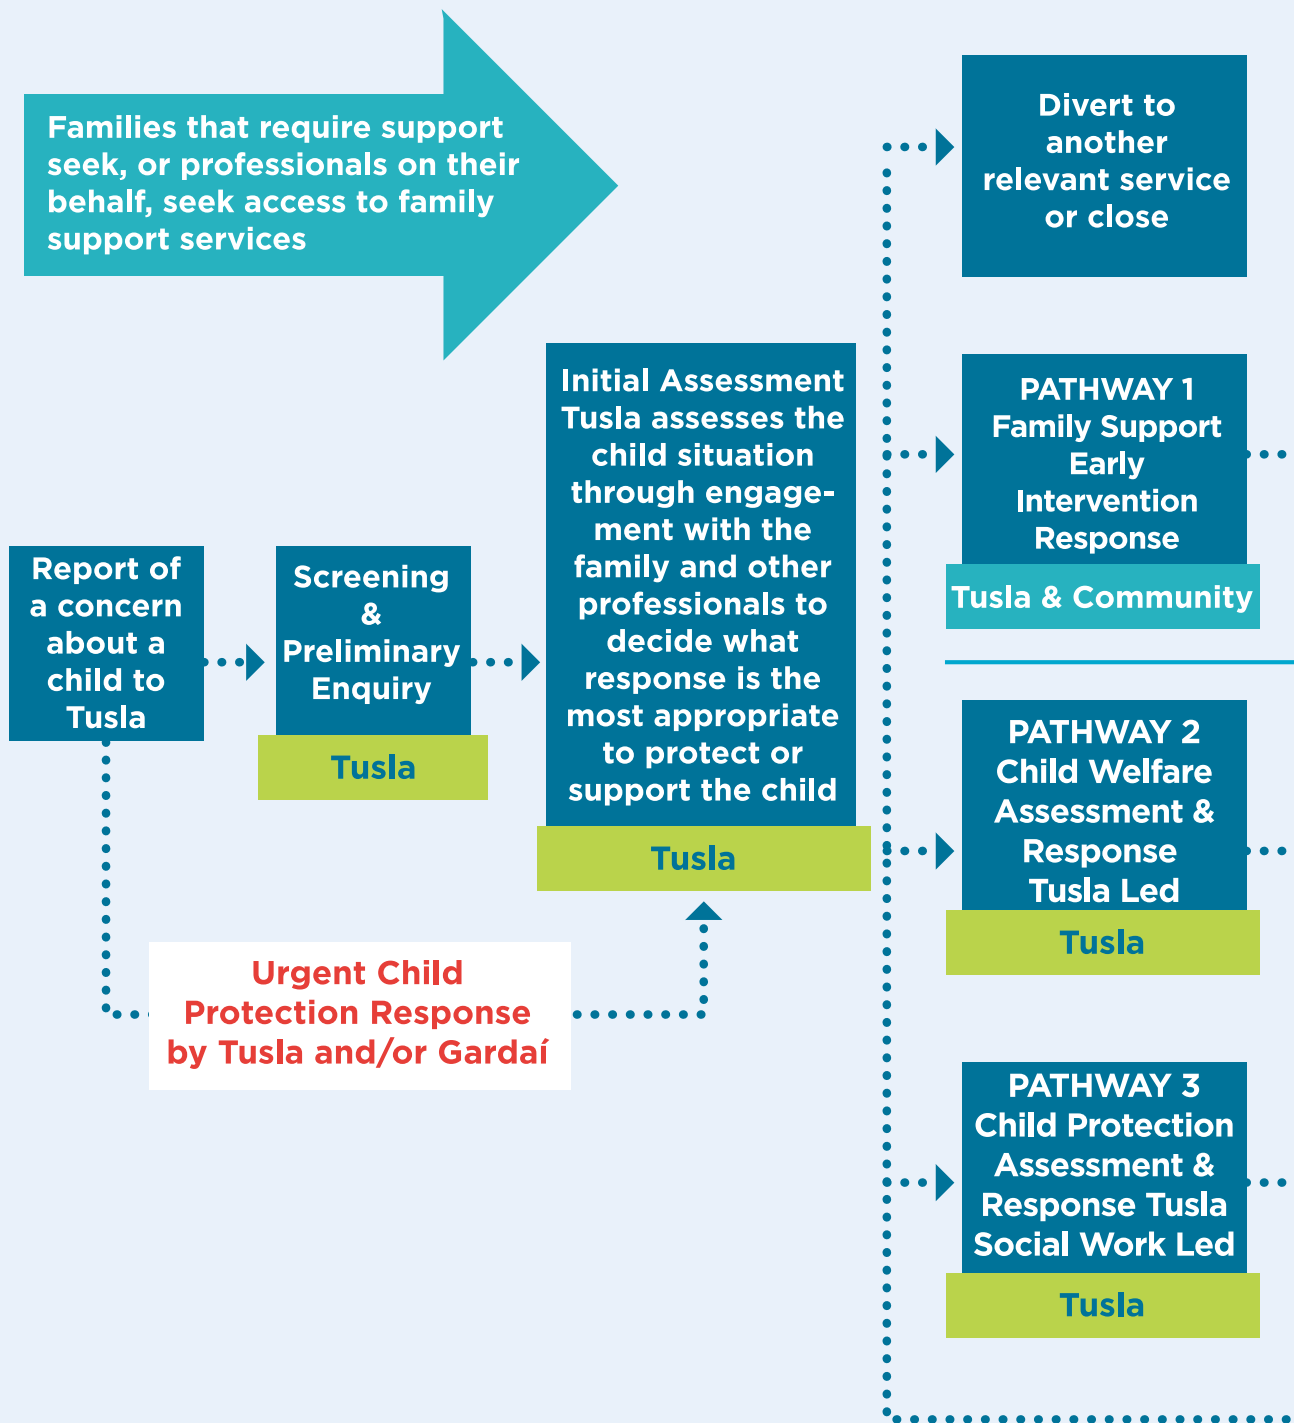 Families that require support
seek, or professionals on their
behalf, seek access to family
support services
Report of
a concern
about a
child to
Tusla
Screening
&
Preliminary
Enquiry
Tusla
Urgent Child
Protection Response
by Tusla and/or Gardaí
Initial Assessment
Tusla assesses the
child situation
through engage-
ment with the
family and other
professionals to
decide what
response is the
most appropriate
to protect or
support the child
Tusla
Divert to
another
relevant service
or close
PATHWAY 1
Family Support
Early
Intervention
Response
Tusla & Community
PATHWAY 2
Child Welfare
Assessment &
Response
Tusla Led
Tusla
PATHWAY 3
Child Protection
Assessment &
Response Tusla
Social Work Led
Tusla